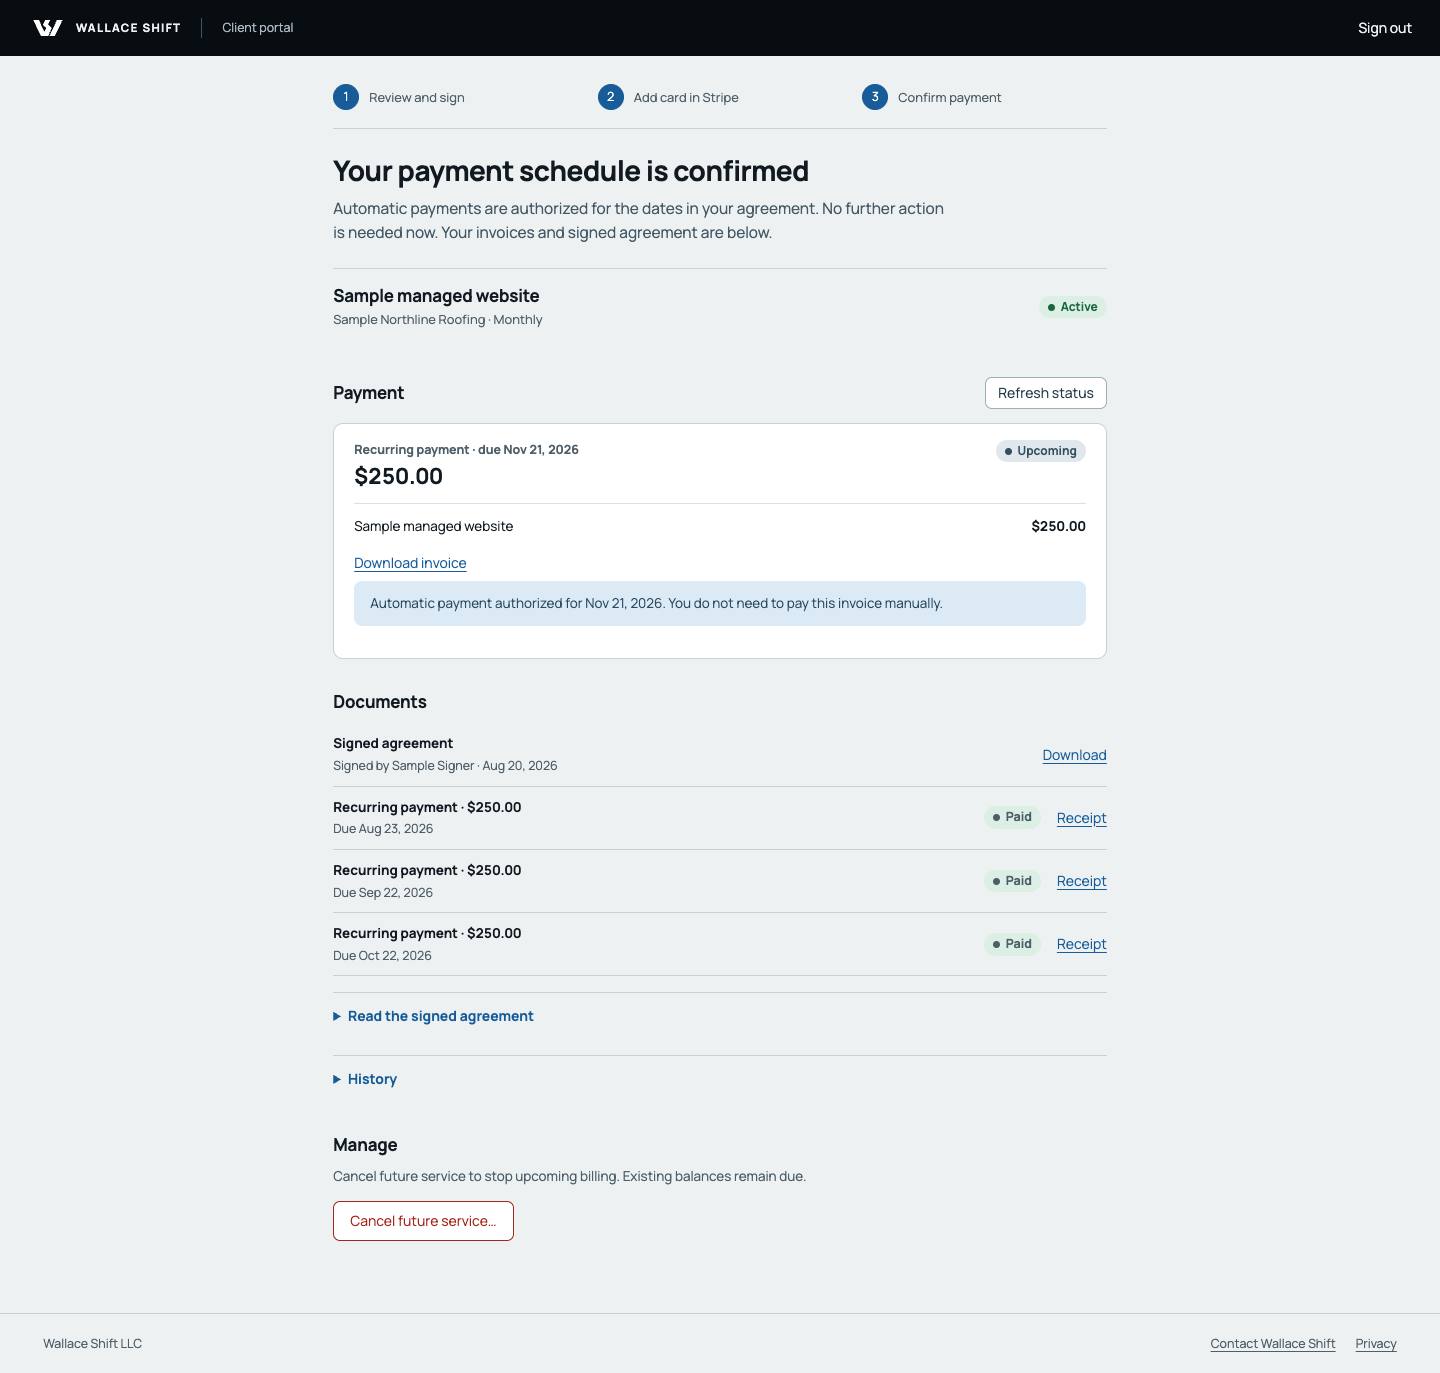 WALLACE SHIFT
Client portal
Sign out
1 Review and sign
2 Add card in Stripe
3 Confirm payment
Your payment schedule is confirmed
Automatic payments are authorized for the dates in your agreement. No further action
is needed now. Your invoices and signed agreement are below.
Sample managed website
Sample Northline Roofing · Monthly
Active
Payment
Refresh status
Recurring payment · due Nov 21, 2026
Upcoming
$250.00
Sample managed website
$250.00
Download invoice
Automatic payment authorized for Nov 21, 2026. You do not need to pay this invoice manually.
Documents
Signed agreement
Signed by Sample Signer · Aug 20, 2026
Download
Recurring payment · $250.00
Due Aug 23, 2026
Paid
Receipt
Recurring payment · $250.00
Due Sep 22, 2026
Paid
Receipt
Recurring payment · $250.00
Due Oct 22, 2026
Paid
Receipt
Read the signed agreement
History
Manage
Cancel future service to stop upcoming billing. Existing balances remain due.
Cancel future service…
Wallace Shift LLC
Contact Wallace Shift
Privacy